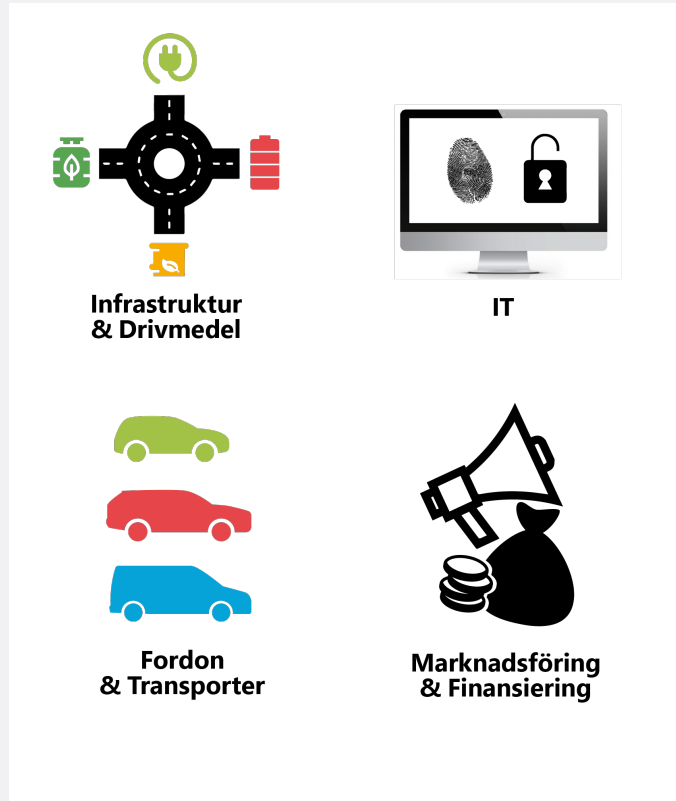 Infrastruktur
& Drivmedel
IT
Fordon
& Transporter
Marknadsföring
& Finansiering